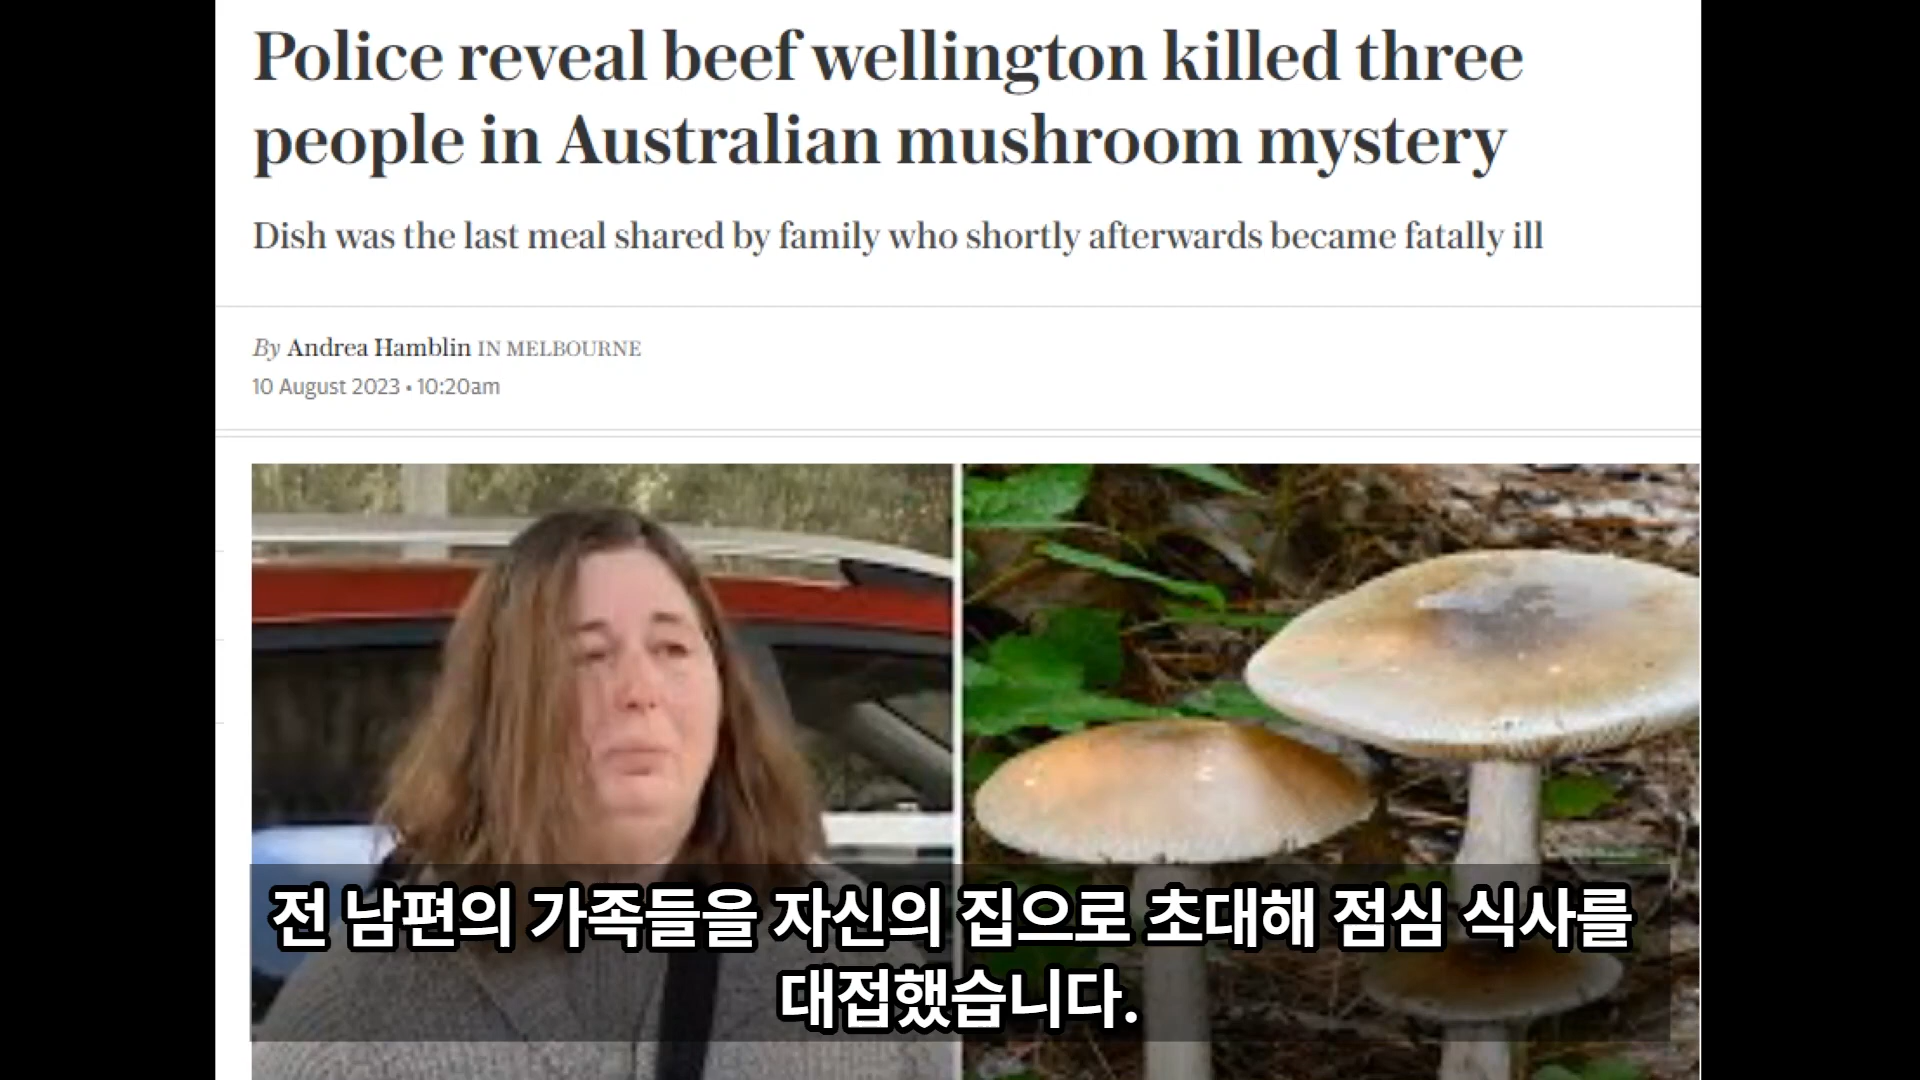 Police reveal beef wellington killed three
people in Australian mushroom mystery
Dish was the last meal shared by family who shortly afterwards became fatally ill
By Andrea Hamblin IN MELBOURNE
10 August 2023 • 10:20am
전 남편의 가족들을 자신의 집으로 초대해 점심 식사를
대접했습니다.